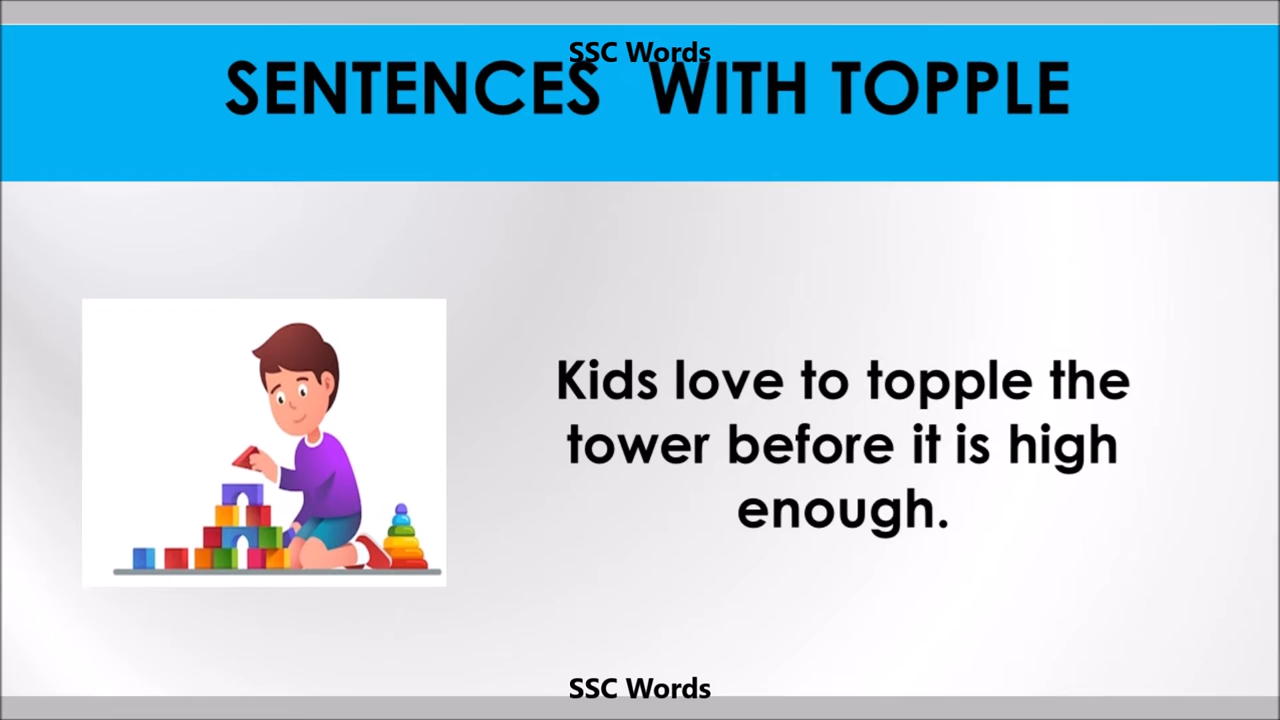 SSC Words
SENTENCES WITH TOPPLE
Kids love to topple the
tower before it is high
enough.
SSC Words